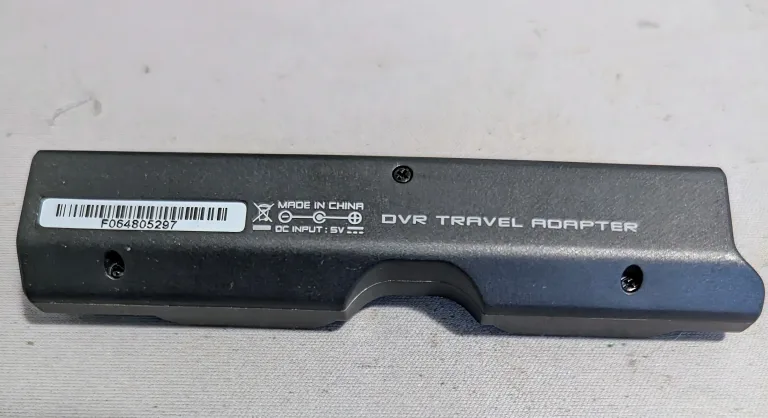 F064805297
MADE IN CHINA
DC INPUT : 5V
DVR TRAVEL ADAPTER